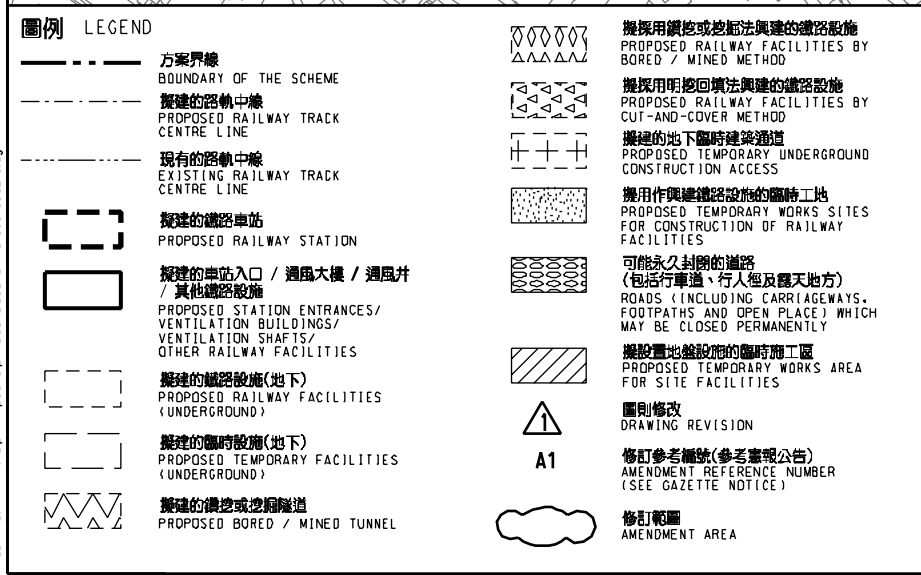 圖例 LEGEND
方案界線
BOUNDARY OF THE SCHEME
擬建的路軌中線
PROPOSED RAILWAY TRACK
CENTRE LINE
現有的路軌中線
EXISTING RAILWAY TRACK
CENTRE LINE
擬建的鐵路車站
PROPOSED RAILWAY STATION
擬建的車站入口 / 通風大樓 / 通風井
/ 其他鐵路設施
PROPOSED STATION ENTRANCES/
VENTILATION BUILDINGS/
VENTILATION SHAFTS/
OTHER RAILWAY FACILITIES
擬建的鐵路設施(地下)
PROPOSED RAILWAY FACILITIES
(UNDERGROUND)
擬建的臨時設施(地下)
PROPOSED TEMPORARY FACILITIES
(UNDERGROUND)
擬建的鑽挖或挖掘隧道
PROPOSED BORED / MINED TUNNEL
擬採用鑽挖或挖掘法興建的鐵路設施
PROPOSED RAILWAY FACILITIES BY
BORED / MINED METHOD
擬採用明挖回填法興建的鐵路設施
PROPOSED RAILWAY FACILITIES BY
CUT-AND-COVER METHOD
擬建的地下臨時建築通道
PROPOSED TEMPORARY UNDERGROUND
CONSTRUCTION ACCESS
擬用作興建鐵路設施的臨時工地
PROPOSED TEMPORARY WORKS SITES
FOR CONSTRUCTION OF RAILWAY
FACILITIES
可能永久封閉的道路
(包括行車道、行人徑及露天地方)
ROADS (INCLUDING CARRIAGEWAYS,
FOOTPATHS AND OPEN PLACE) WHICH
MAY BE CLOSED PERMANENTLY
擬設置地盤設施的臨時施工區
PROPOSED TEMPORARY WORKS AREA
FOR SITE FACILITIES
1
圖則修改
DRAWING REVISION
A1
修訂參考編號(參考憲報公告)
AMENDMENT REFERENCE NUMBER
(SEE GAZETTE NOTICE)
修訂範圍
AMENDMENT AREA